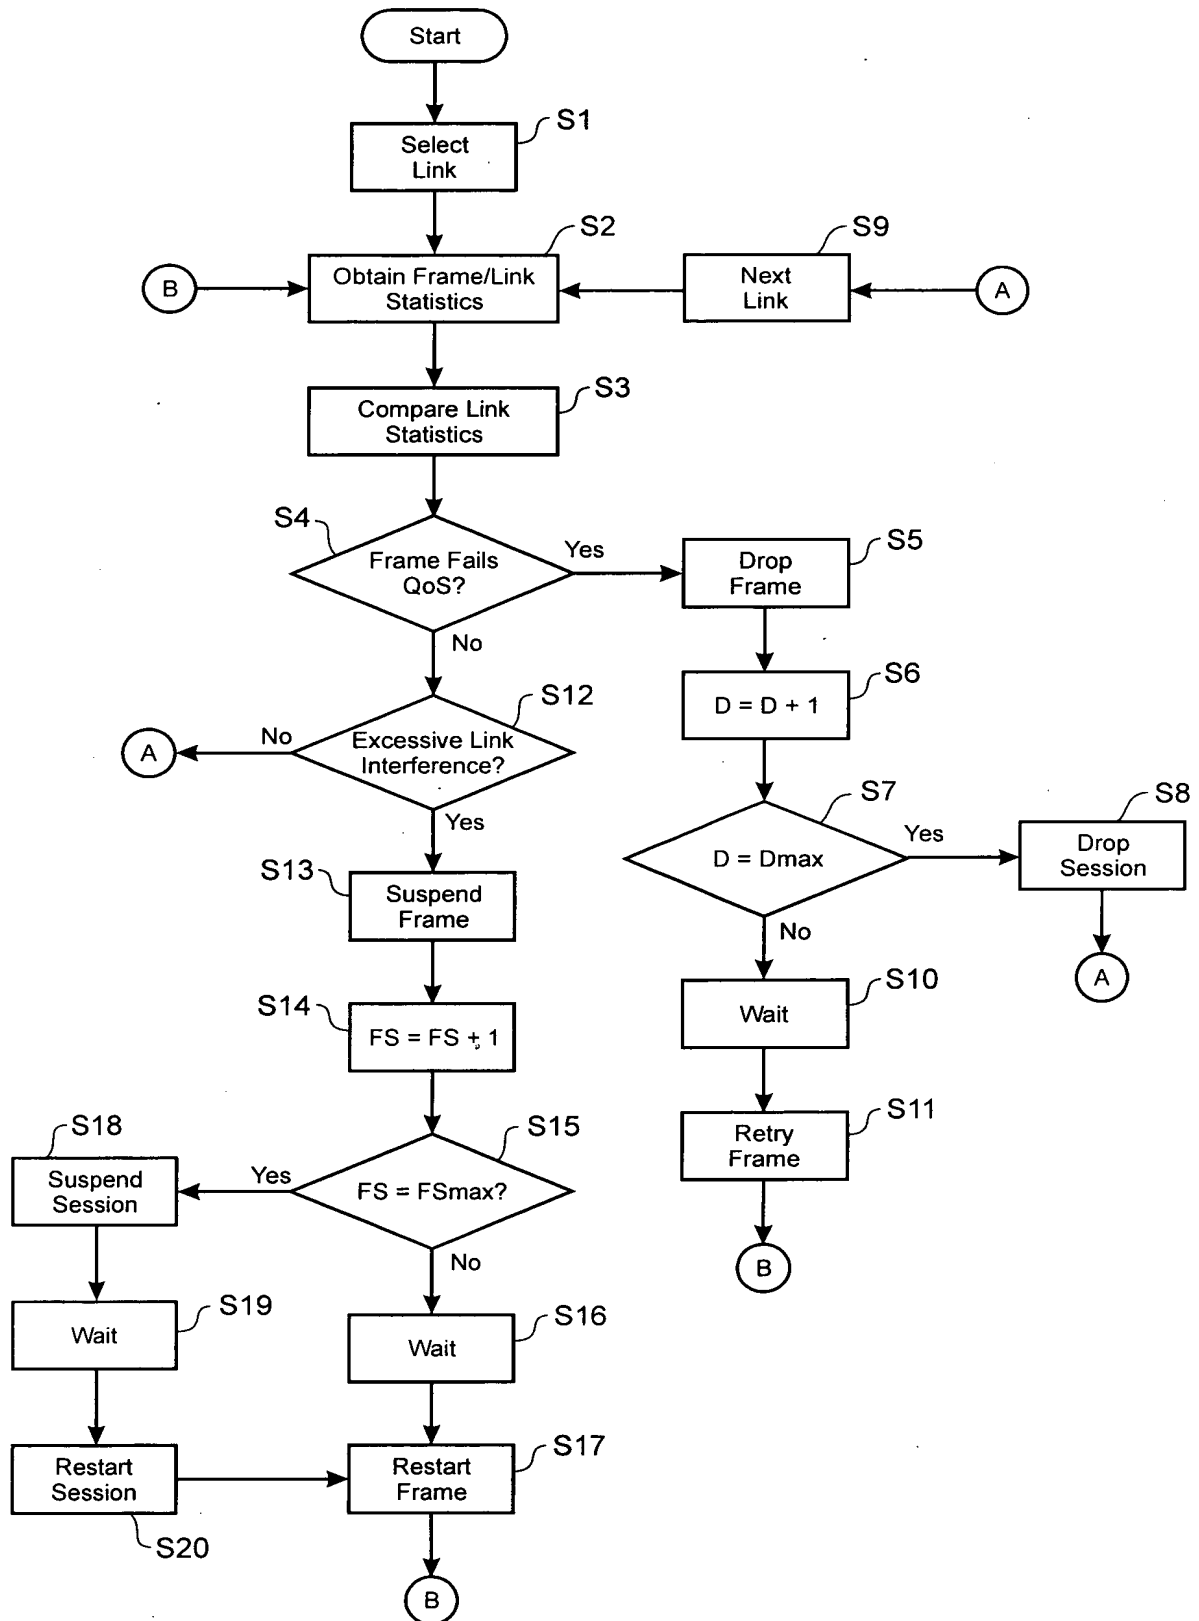 Start
S1
Select
Link
S2
S9
B
Obtain Frame/Link
Statistics
Next
Link
A
S3
Compare Link
Statistics
S4
Frame Fails
QoS?
Yes
S5
Drop
Frame
No
S6
D = D + 1
S12
Excessive Link
Interference?
No
A
Yes
S7
D = Dmax
Yes
S8
Drop
Session
A
No
S13
Suspend
Frame
S10
Wait
S14
FS = FS + 1
S11
Retry
Frame
B
S15
FS = FSmax?
Yes
S18
Suspend
Session
No
S19
Wait
S16
Wait
S17
Restart
Frame
Restart
Session
S20
B